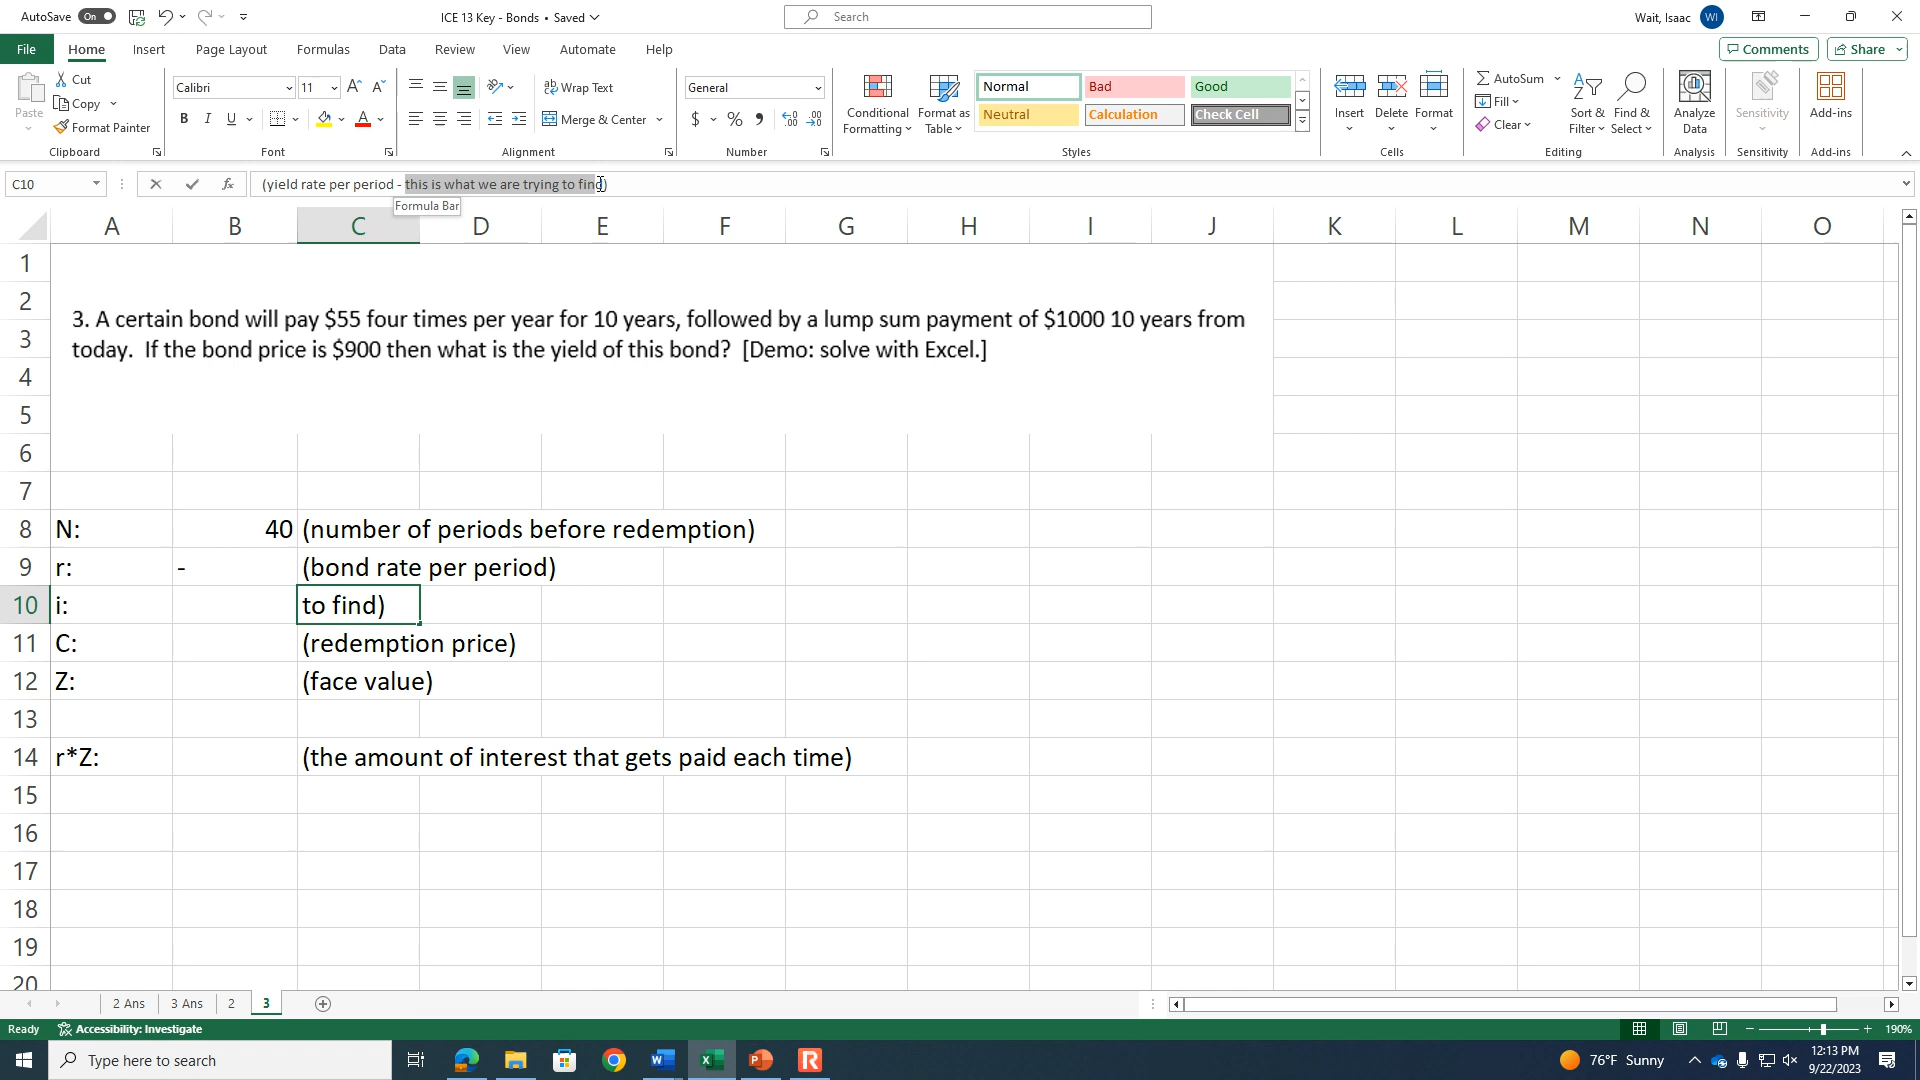 AutoSave On ICE 13 Key - Bonds • Saved Search Wait, Isaac WI
File Home Insert Page Layout Formulas Data Review View Automate Help Comments Share
Paste Cut Copy Format Painter Clipboard
Calibri 11 B I U A A Font
Wrap Text Merge & Center Alignment
General $ % 9 Number
Conditional Formatting Format as Table Normal Bad Good Neutral Calculation Check Cell Styles
Insert Delete Format Cells
AutoSum Fill Clear Sort & Filter Find & Select Editing
Analyze Data Analysis Sensitivity Sensitivity Add-ins Add-ins
C10 fx (yield rate per period - this is what we are trying to find)
Formula Bar
A B C D E F G H I J K L M N O
1
2
3
4
5
6
7
3. A certain bond will pay $55 four times per year for 10 years, followed by a lump sum payment of $1000 10 years from
today. If the bond price is $900 then what is the yield of this bond? [Demo: solve with Excel.]
8 N: 40 (number of periods before redemption)
9 r: - (bond rate per period)
10 i: to find)
11 C: (redemption price)
12 Z: (face value)
13
14 r*Z: (the amount of interest that gets paid each time)
15
16
17
18
19
20
2 Ans 3 Ans 2 3
Ready Accessibility: Investigate 190%
Type here to search 76°F Sunny 12:13 PM
9/22/2023